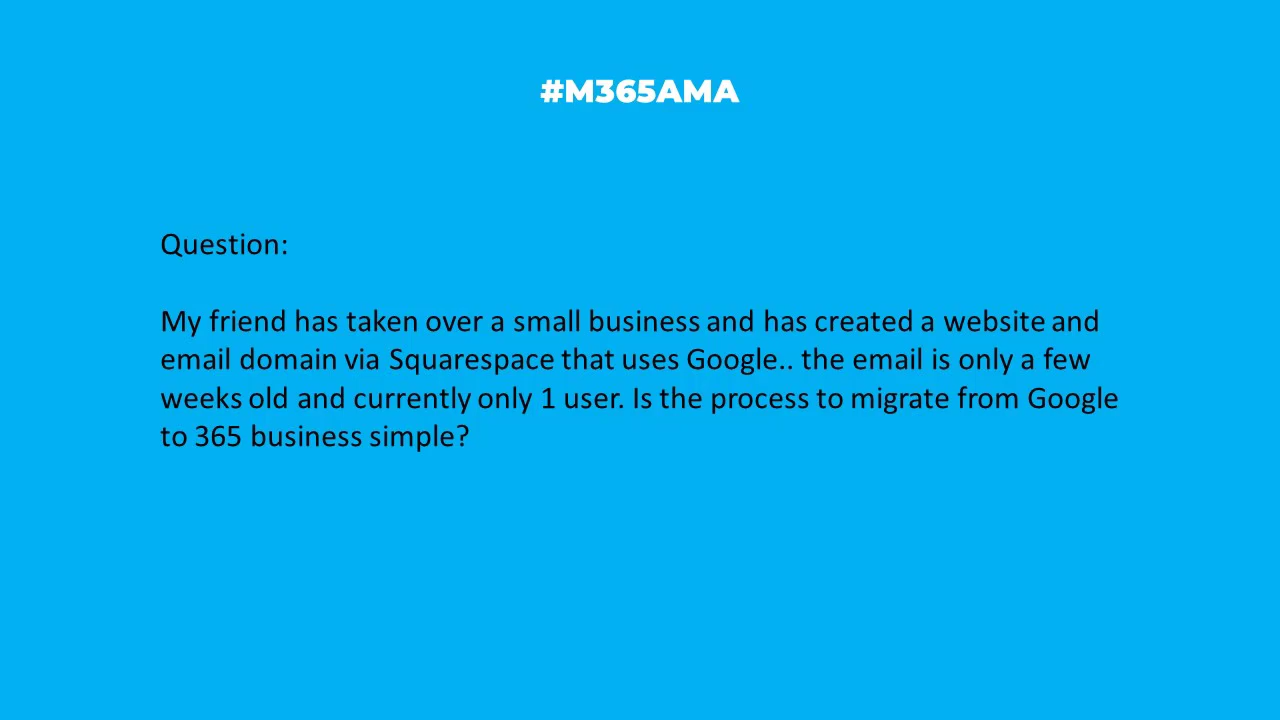 #M365AMA
Question:
My friend has taken over a small business and has created a website and
email domain via Squarespace that uses Google.. the email is only a few
weeks old and currently only 1 user. Is the process to migrate from Google
to 365 business simple?